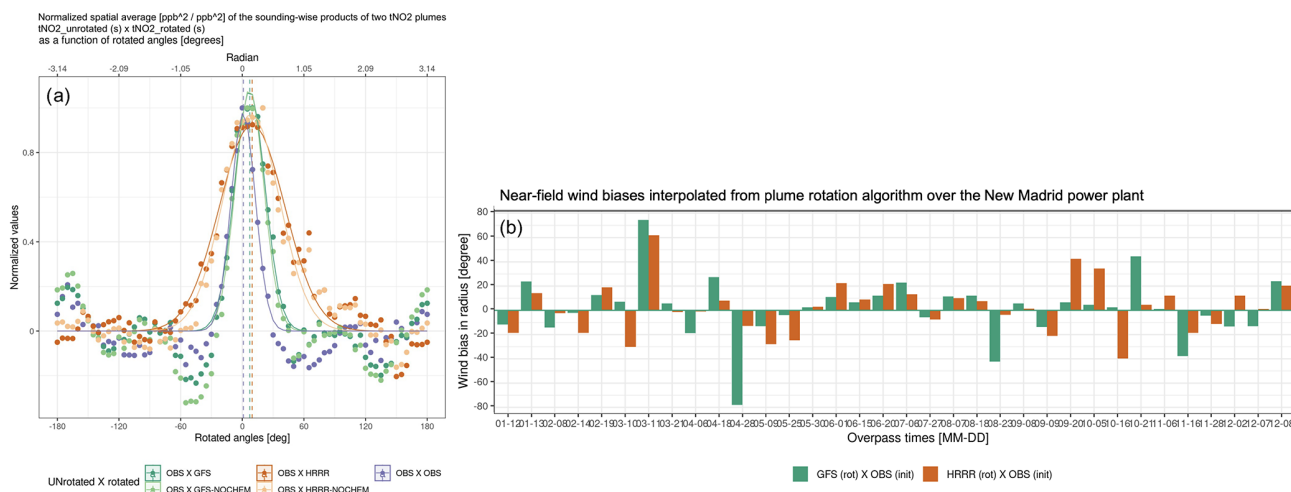 Normalized spatial average [ppb^2 / ppb^2] of the sounding-wise products of two tNO2 plumes
tNO2_unrotated (s) x tNO2_rotated (s)
as a function of rotated angles [degrees]
Radian
-3.14 -2.09 -1.05 0 1.05 2.09 3.14
(a)
0.8
0.4
0
Normalized values
-180 -120 -60 0 60 120 180
Rotated angles [deg]
UNrotated X rotated
OBS X GFS OBS X HRRR OBS X OBS
OBS X GFS-NOCHEM OBS X HRRR-NOCHEM
Near-field wind biases interpolated from plume rotation algorithm over the New Madrid power plant
(b)
80
60
40
20
0
-20
-40
-60
-80
Wind bias in radius [degree]
01-12 01-13 02-08 02-14 02-19 03-10 03-11 03-21 04-06 04-18 04-28 05-09 05-25 05-30 06-01 06-15 06-20 07-27 08-11 08-23 09-08 09-09 09-20 10-05 10-16 10-21 11-06 11-16 11-28 12-02 12-07 12-08
Overpass times [MM-DD]
GFS (rot) X OBS (init) HRRR (rot) X OBS (init)